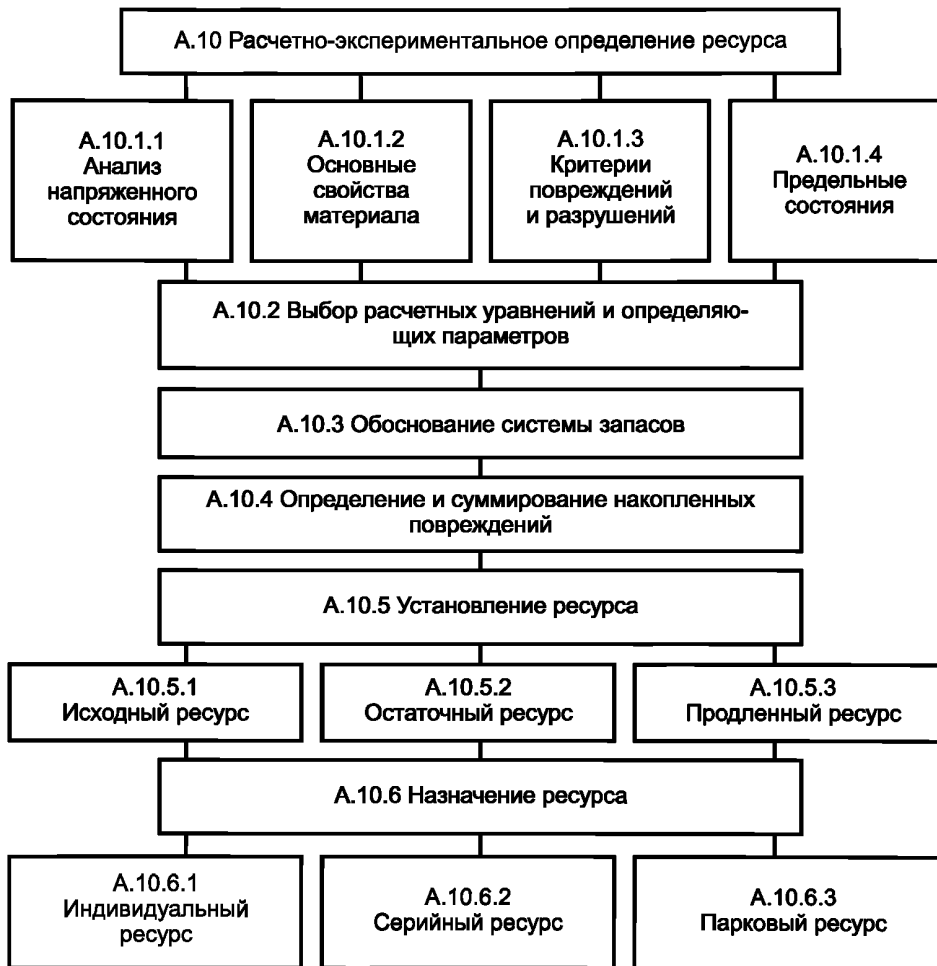 А.10 Расчетно-экспериментальное определение ресурса
А.10.1.1
Анализ
напряженного
состояния
А.10.1.2
Основные
свойства
материала
А.10.1.3
Критерии
повреждений
и разрушений
А.10.1.4
Предельные
состояния
А.10.2 Выбор расчетных уравнений и определяю-
щих параметров
А.10.3 Обоснование системы запасов
А.10.4 Определение и суммирование накопленных
повреждений
А.10.5 Установление ресурса
А.10.5.1
Исходный ресурс
А.10.5.2
Остаточный ресурс
А.10.5.3
Продленный ресурс
А.10.6 Назначение ресурса
А.10.6.1
Индивидуальный
ресурс
А.10.6.2
Серийный ресурс
А.10.6.3
Парковый ресурс